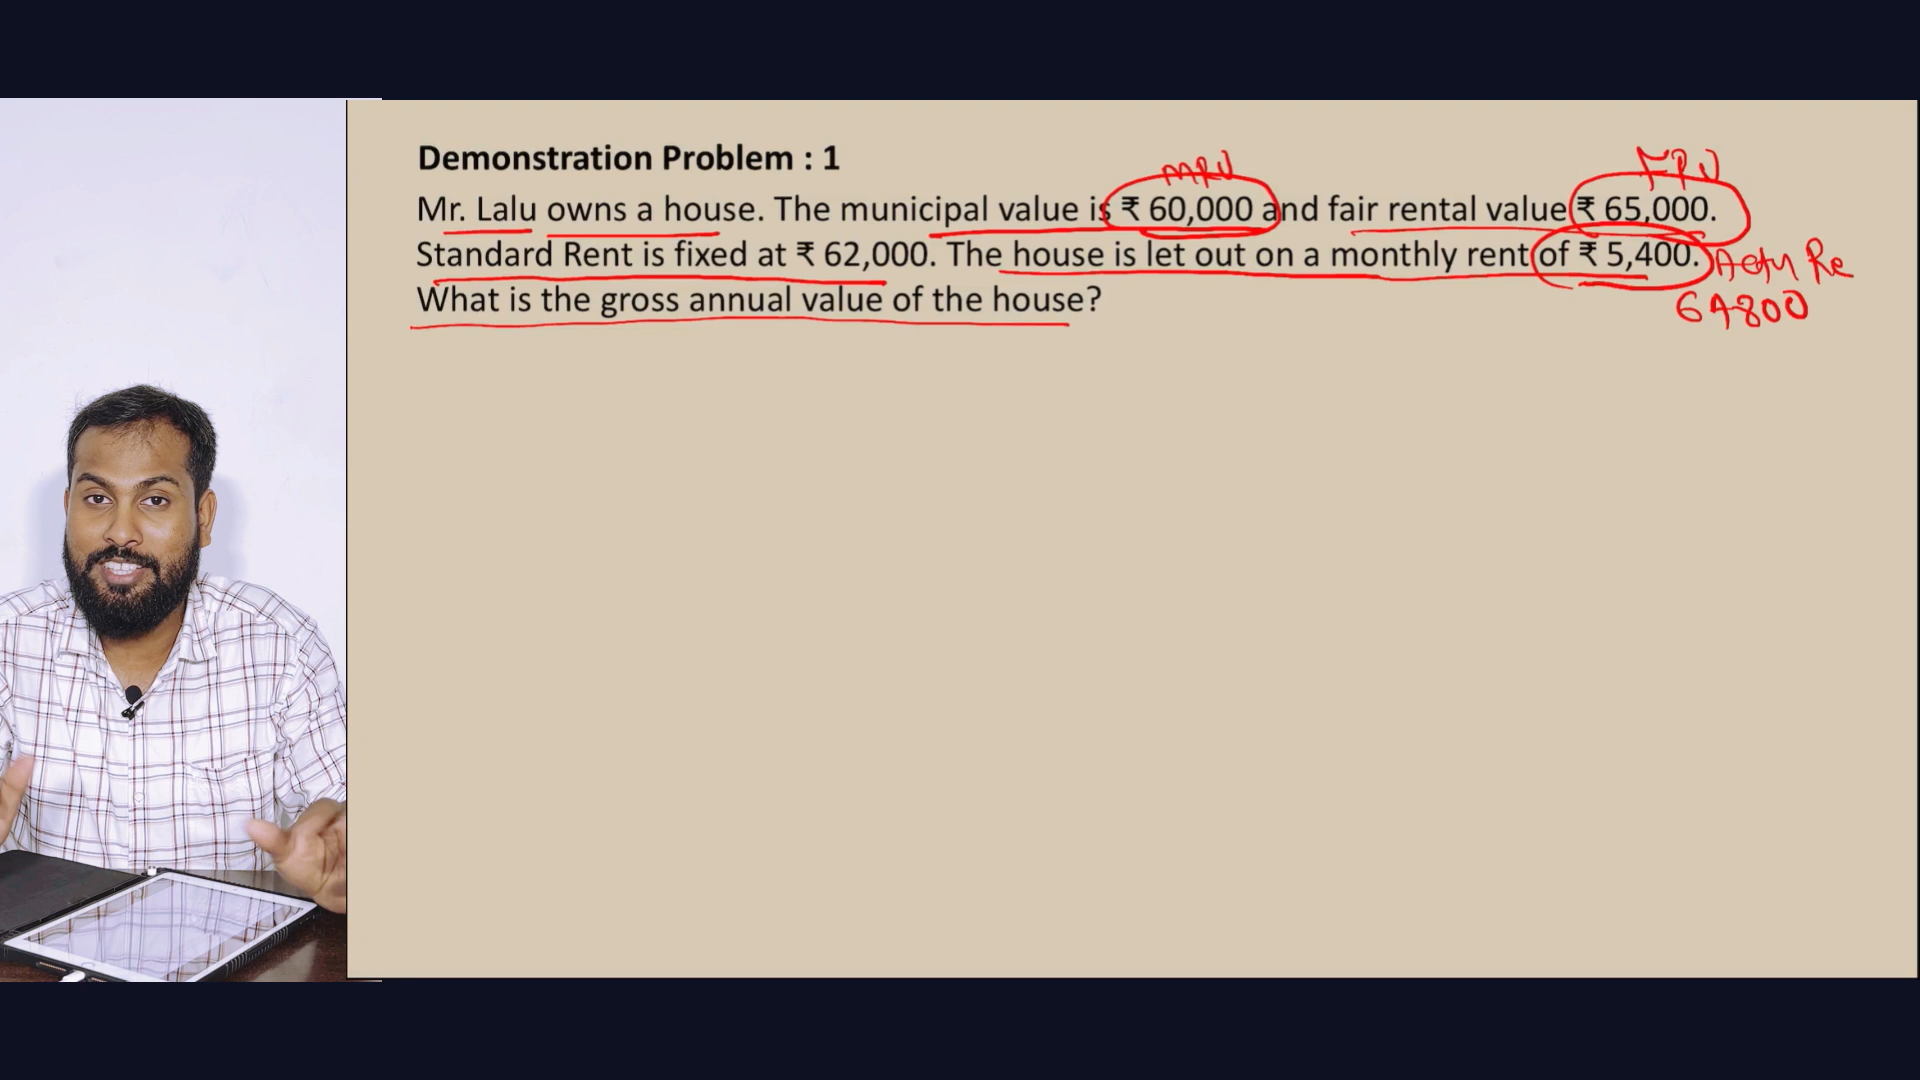 Demonstration Problem : 1
MRV
FRV
Mr. Lalu owns a house. The municipal value is ₹ 60,000 and fair rental value ₹ 65,000.
Standard Rent is fixed at ₹ 62,000. The house is let out on a monthly rent of ₹ 5,400.
What is the gross annual value of the house?
64800